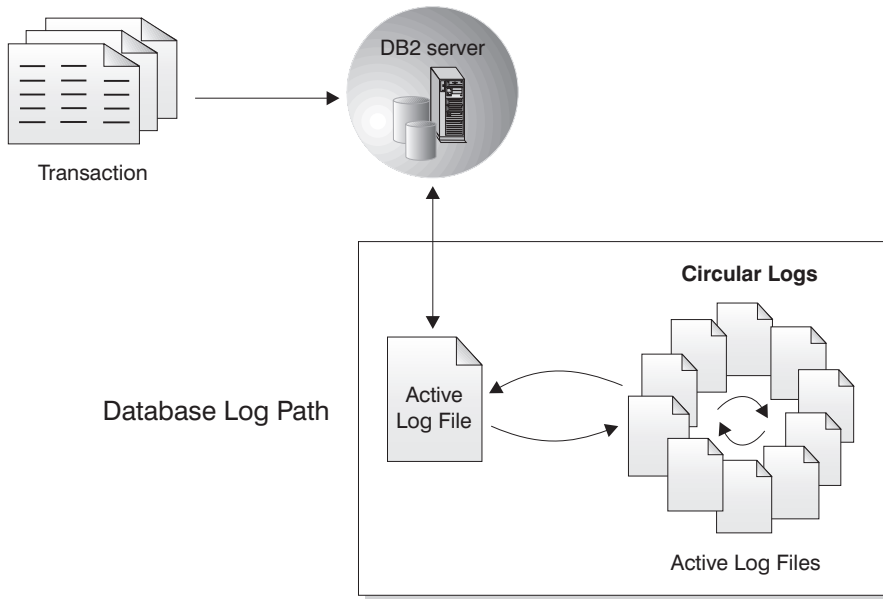 DB2 server
Transaction
Circular Logs
Active
Log File
Database Log Path
Active Log Files